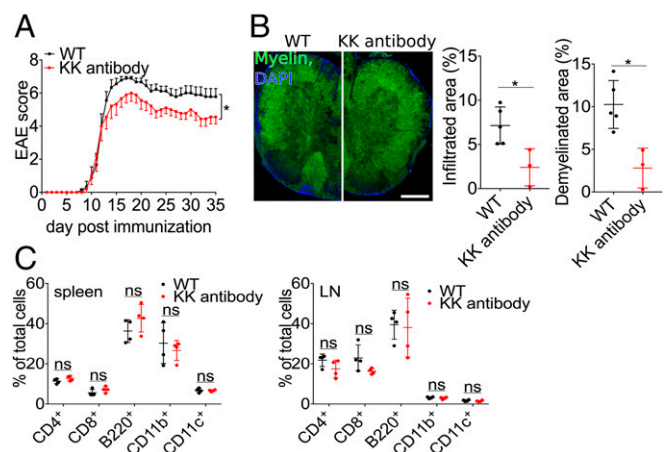 A
WT
KK antibody
EAE score
8
6
4
2
0
*
0 5 10 15 20 25 30 35
day post immunization
B
WT KK antibody
Myelin,
DAPI
Infiltrated area (%)
15
10
5
0
*
WT
KK antibody
Demyelinated area (%)
15
10
5
0
*
WT
KK antibody
C
spleen
WT
KK antibody
% of total cells
60
40
20
0
ns ns ns ns ns
CD4+ CD8+ B220+ CD11b+ CD11c+
LN
WT
KK antibody
% of total cells
60
40
20
0
ns ns ns ns ns
CD4+ CD8+ B220+ CD11b+ CD11c+